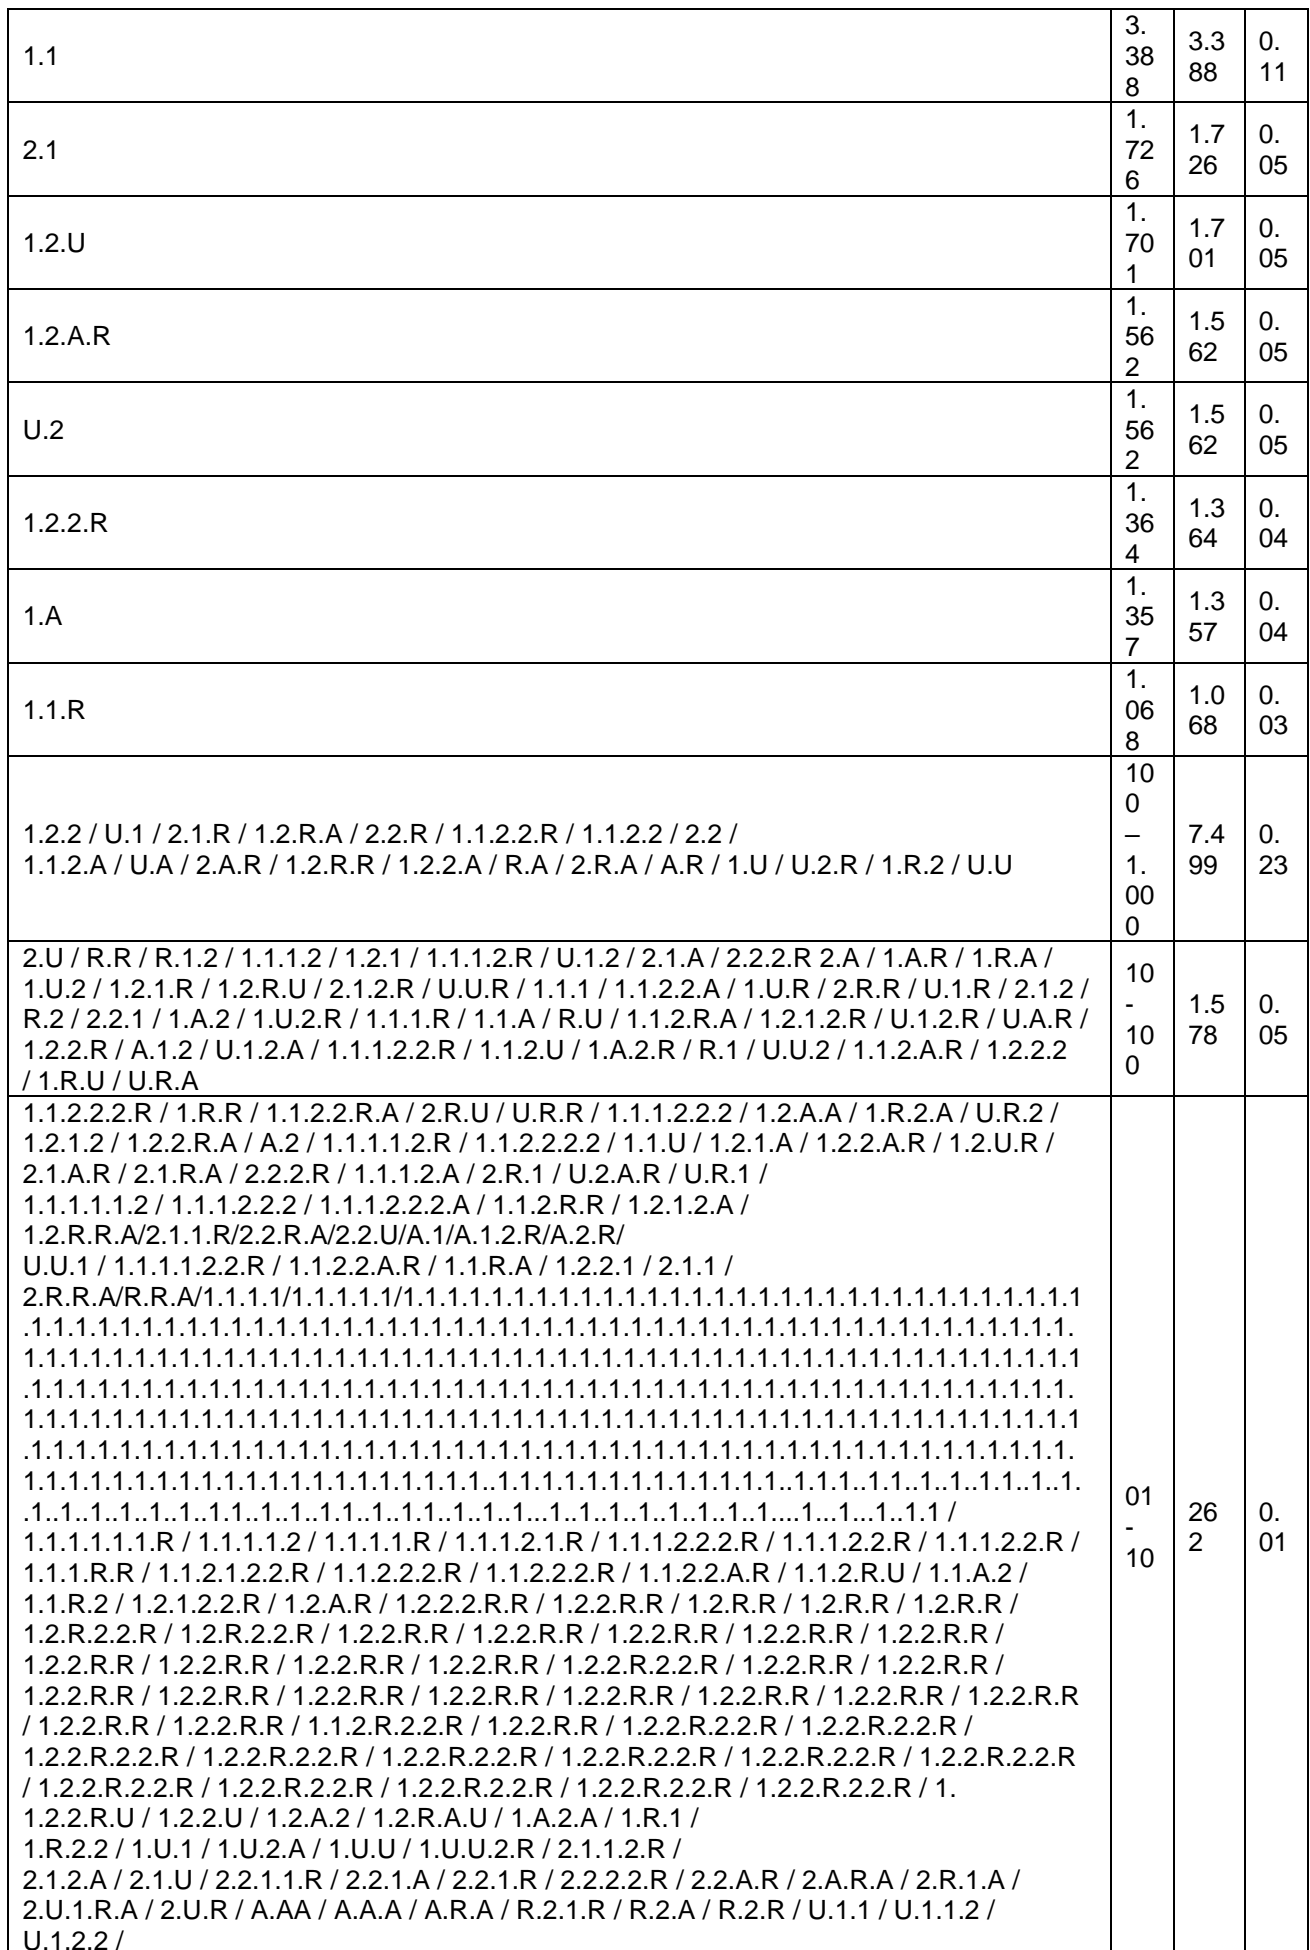 1.1
3.
38
8
3.3
88
0.
11
2.1
1.
72
6
1.7
26
0.
05
1.2.U
1.
70
1
1.7
01
0.
05
1.2.A.R
1.
56
2
1.5
62
0.
05
U.2
1.
56
2
1.5
62
0.
05
1.2.2.R
1.
36
4
1.3
64
0.
04
1.A
1.
35
7
1.3
57
0.
04
1.1.R
1.
06
8
1.0
68
0.
03
1.2.2 / U.1 / 2.1.R / 1.2.R.A / 2.2.R / 1.1.2.2.R / 1.1.2.2 / 2.2 /
1.1.2.A / U.A / 2.A.R / 1.2.R.R / 1.2.2.A / R.A / 2.R.A / A.R / 1.U / U.2.R / 1.R.2 / U.U
10
0
–
1.
00
0
7.4
99
0.
23
2.U / R.R / R.1.2 / 1.1.1.2 / 1.2.1 / 1.1.1.2.R / U.1.2 / 2.1.A / 2.2.2.R 2.A / 1.A.R / 1.R.A /
1.U.2 / 1.2.1.R / 1.2.R.U / 2.1.2.R / U.U.R / 1.1.1 / 1.1.2.2.A / 1.U.R / 2.R.R / U.1.R / 2.1.2 /
R.2 / 2.2.1 / 1.A.2 / 1.U.2.R / 1.1.1.R / 1.1.A / R.U / 1.1.2.R.A / 1.2.1.2.R / U.1.2.R / U.A.R /
1.2.2.R / A.1.2 / U.1.2.A / 1.1.1.2.2.R / 1.1.2.U / 1.A.2.R / R.1 / U.U.2 / 1.1.2.A.R / 1.2.2.2
/ 1.R.U / U.R.A
10
-
10
0
1.5
78
0.
05
1.1.2.2.2.R / 1.R.R / 1.1.2.2.R.A / 2.R.U / U.R.R / 1.1.1.2.2.2 / 1.2.A.A / 1.R.2.A / U.R.2 /
1.2.1.2 / 1.2.2.R.A / A.2 / 1.1.1.1.2.R / 1.1.2.2.2.2 / 1.1.U / 1.2.1.A / 1.2.2.A.R / 1.2.U.R /
2.1.A.R / 2.1.R.A / 2.2.2.R / 1.1.1.2.A / 2.R.1 / U.2.A.R / U.R.1 /
1.1.1.1.1.2 / 1.1.1.2.2.2 / 1.1.1.2.2.2.A / 1.1.2.R.R / 1.2.1.2.A /
1.2.R.R.A/2.1.1.R/2.2.R.A/2.2.U/A.1/A.1.2.R/A.2.R/
U.U.1 / 1.1.1.1.2.2.R / 1.1.2.2.A.R / 1.1.R.A / 1.2.2.1 / 2.1.1 /
2.R.R.A/R.R.A/1.1.1.1/1.1.1.1.1/
1.1.1.1.1.1.R / 1.1.1.1.2 / 1.1.1.1.R / 1.1.1.2.1.R / 1.1.1.2.2.2.R / 1.1.1.2.2.R / 1.1.1.2.2.R /
1.1.1.R.R / 1.1.2.1.2.2.R / 1.1.2.2.2.R / 1.1.2.2.2.R / 1.1.2.2.A.R / 1.1.2.R.U / 1.1.A.2 /
1.1.R.2 / 1.2.1.2.2.R / 1.2.A.R / 1.2.2.2.R.R / 1.2.2.R.R / 1.2.R.R / 1.2.R.R / 1.2.R.R /
1.2.R.2.2.R / 1.2.R.2.2.R / 1.2.2.R.R / 1.2.2.R.R / 1.2.2.R.R / 1.2.2.R.R / 1.2.2.R.R /
1.2.2.R.R / 1.2.2.R.R / 1.2.2.R.R / 1.2.2.R.R / 1.2.2.R.2.2.R / 1.2.2.R.R / 1.2.2.R.R /
1.2.2.R.R / 1.2.2.R.R / 1.2.2.R.R / 1.2.2.R.R / 1.2.2.R.R / 1.2.2.R.R / 1.2.2.R.R / 1.2.2.R.R
/ 1.2.2.R.R / 1.2.2.R.R / 1.1.2.R.2.2.R / 1.2.2.R.R / 1.2.2.R.2.2.R / 1.2.2.R.2.2.R /
1.2.2.R.2.2.R / 1.2.2.R.2.2.R / 1.2.2.R.2.2.R / 1.2.2.R.2.2.R / 1.2.2.R.2.2.R / 1.2.2.R.2.2.R
/ 1.2.2.R.2.2.R / 1.2.2.R.2.2.R / 1.2.2.R.2.2.R / 1.2.2.R.2.2.R / 1.2.2.R.2.2.R / 1.
1.2.2.R.U / 1.2.2.U / 1.2.A.2 / 1.2.R.A.U / 1.A.2.A / 1.R.1 /
1.R.2.2 / 1.U.1 / 1.U.2.A / 1.U.U / 1.U.U.2.R / 2.1.1.2.R /
2.1.2.A / 2.1.U / 2.2.1.1.R / 2.2.1.A / 2.2.1.R / 2.2.2.2.R / 2.2.A.R / 2.A.R.A / 2.R.1.A /
2.U.1.R.A / 2.U.R / A.AA / A.A.A / A.R.A / R.2.1.R / R.2.A / R.2.R / U.1.1 / U.1.1.2 /
U.1.2.2 /
01
-
10
26
2
0.
01